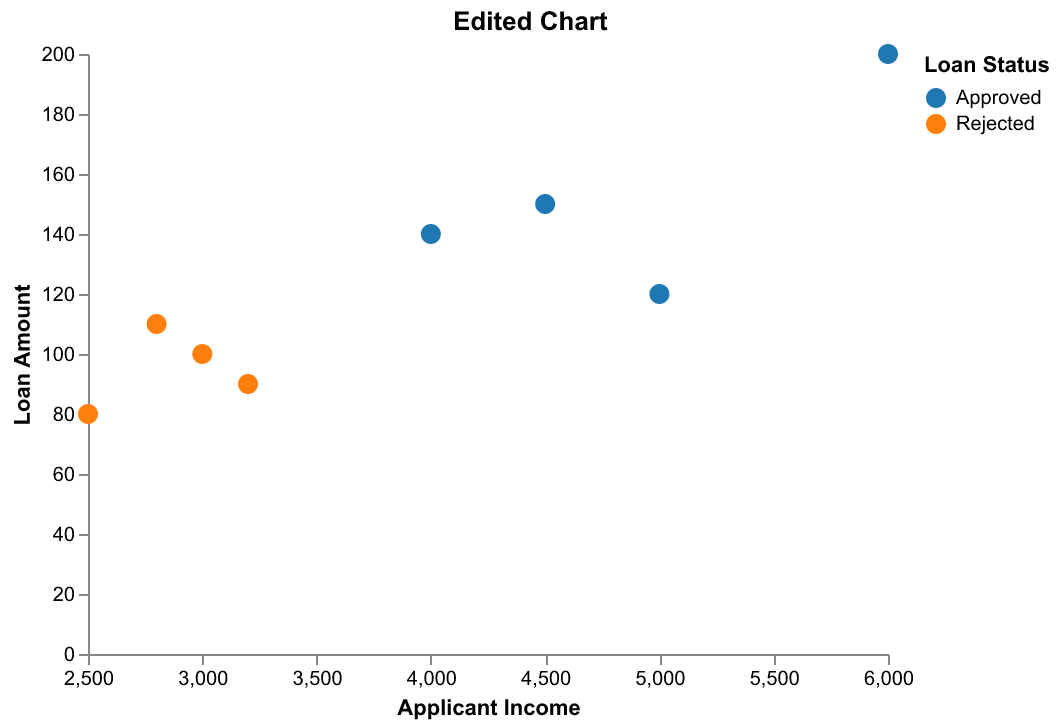 Edited Chart
200
180
160
140
120
100
80
60
40
20
0
Loan Amount
2,500 3,000 3,500 4,000 4,500 5,000 5,500 6,000
Applicant Income
Loan Status
Approved
Rejected